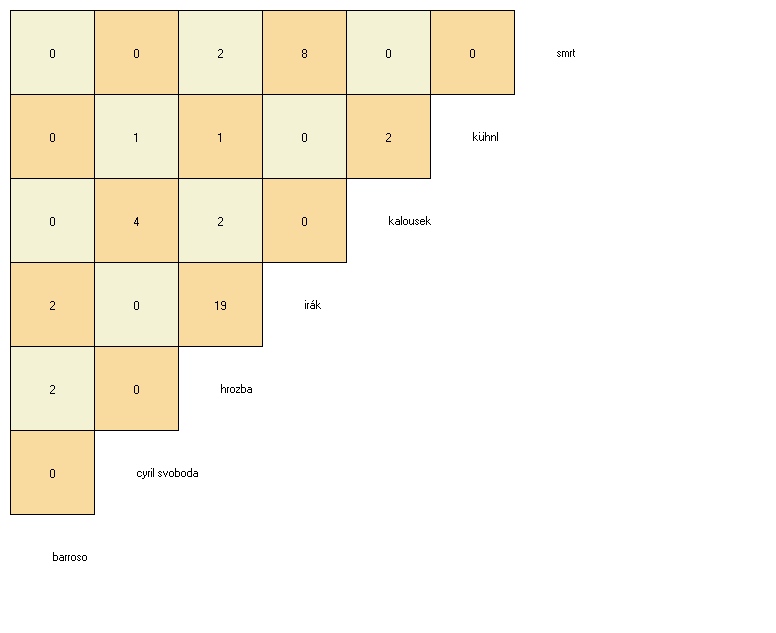 0 0 2 8 0 0 smrt
0 1 1 0 2 kühnl
0 4 2 0 kalousek
2 0 19 irák
2 0 hrozba
0 cyril svoboda
barroso